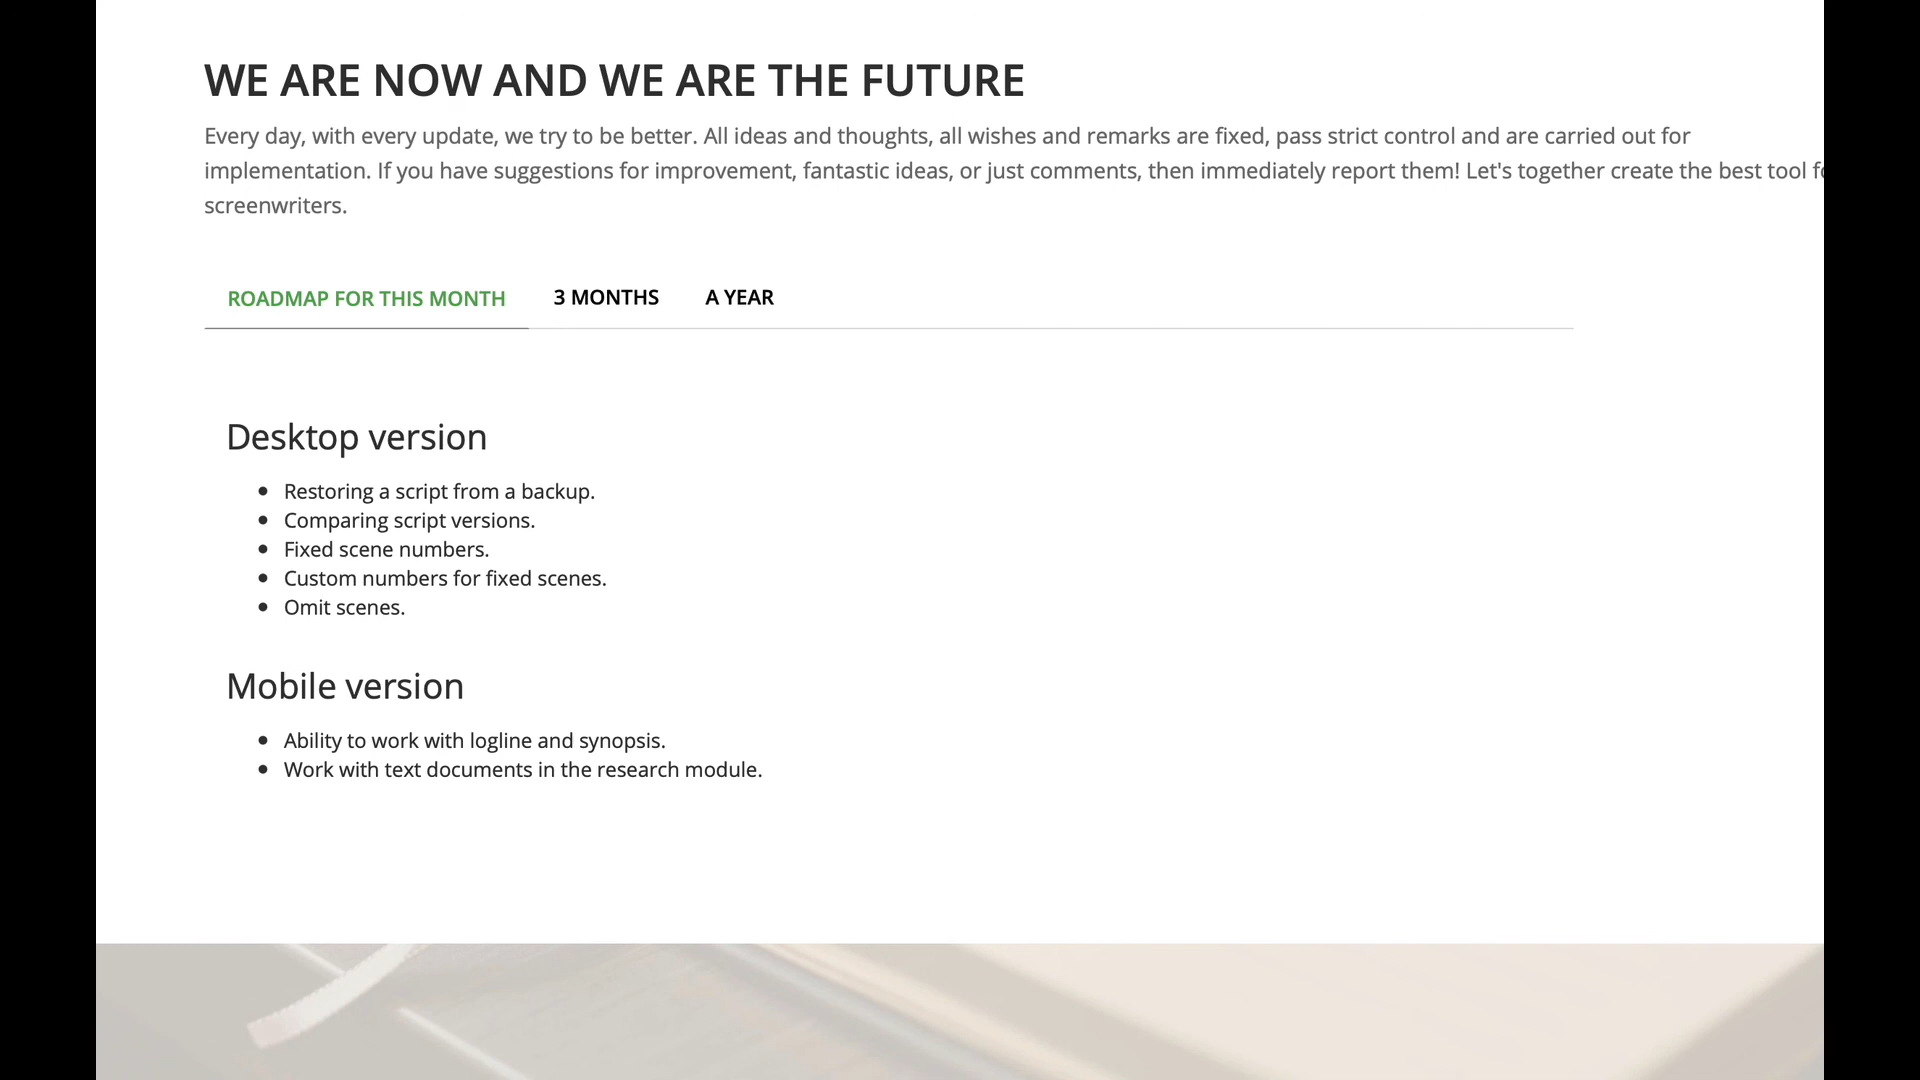 WE ARE NOW AND WE ARE THE FUTURE
Every day, with every update, we try to be better. All ideas and thoughts, all wishes and remarks are fixed, pass strict control and are carried out for
implementation. If you have suggestions for improvement, fantastic ideas, or just comments, then immediately report them! Let's together create the best tool
screenwriters.
ROADMAP FOR THIS MONTH 3 MONTHS A YEAR
Desktop version
• Restoring a script from a backup.
• Comparing script versions.
• Fixed scene numbers.
• Custom numbers for fixed scenes.
• Omit scenes.
Mobile version
• Ability to work with logline and synopsis.
• Work with text documents in the research module.